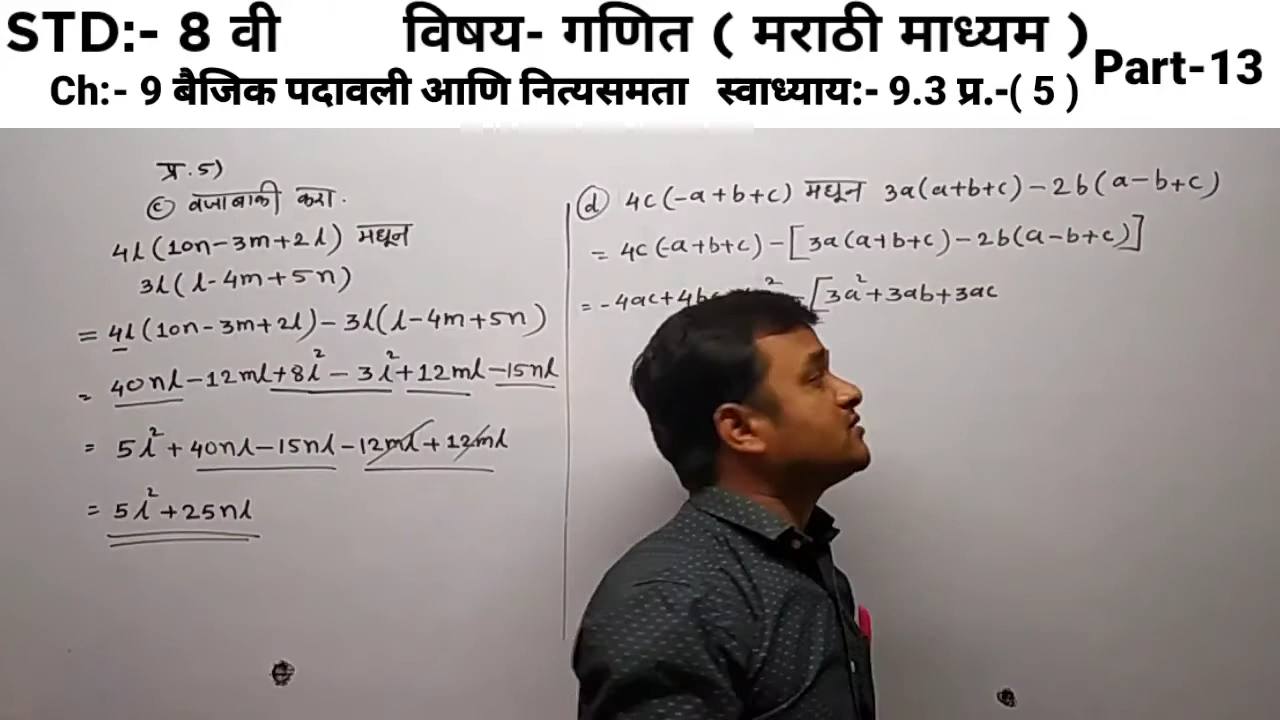 STD:- 8 वी विषय- गणित ( मराठी माध्यम )
Part-13
Ch:- 9 बैजिक पदावली आणि नित्यसमता स्वाध्याय:- 9.3 प्र.-( 5 )
प्र.5)
(c) वजाबाकी करा.
4l(10n-3m+2l) मधून
3l(l-4m+5n)
= 4l(10n-3m+2l)-3l(l-4m+5n)
= 40nl-12ml+8l²-3l²+12ml-15nl
= 5l²+40nl-15nl-12ml+12ml
= 5l²+25nl
(d) 4c(-a+b+c) मधून 3a(a+b+c)-2b(a-b+c)
= 4c(-a+b+c)-[3a(a+b+c)-2b(a-b+c)]
= -4ac+4b ² -[3a²+3ab+3ac